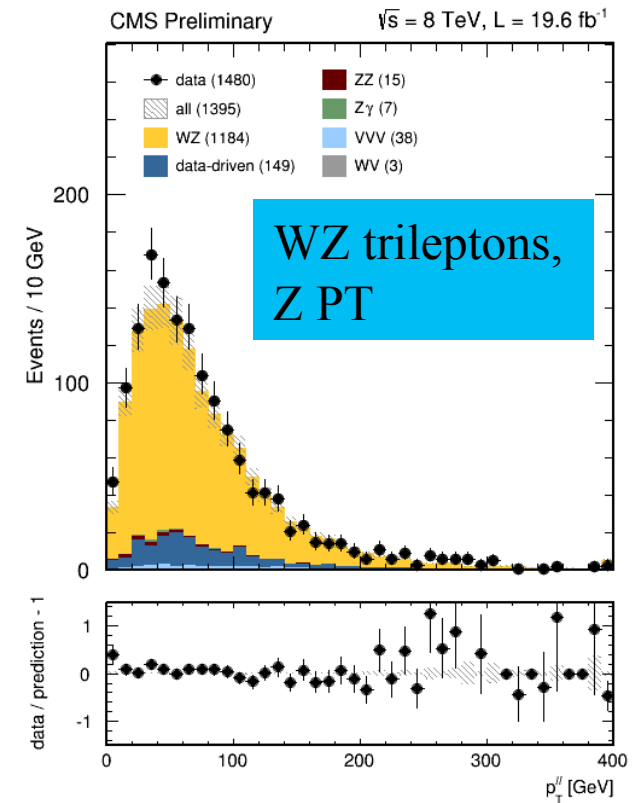 CMS Preliminary √s = 8 TeV, L = 19.6 fb⁻¹
data (1480) ZZ (15)
all (1395) Zγ (7)
WZ (1184) VVV (38)
data-driven (149) WV (3)
WZ trileptons,
Z PT
Events / 10 GeV
200
100
0
data / prediction - 1
1
0
-1
0 100 200 300 400
p_T^{ll} [GeV]